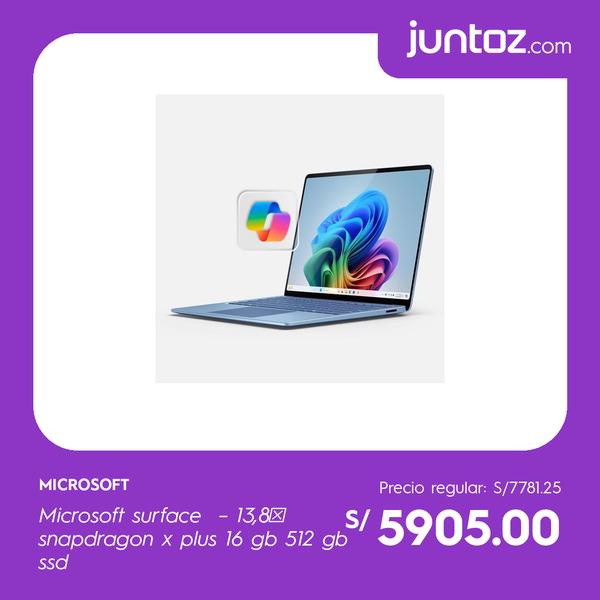 juntoz.com
MICROSOFT
Precio regular: S/7781.25
Microsoft surface - 13,8
snapdragon x plus 16 gb 512 gb
ssd
S/ 5905.00